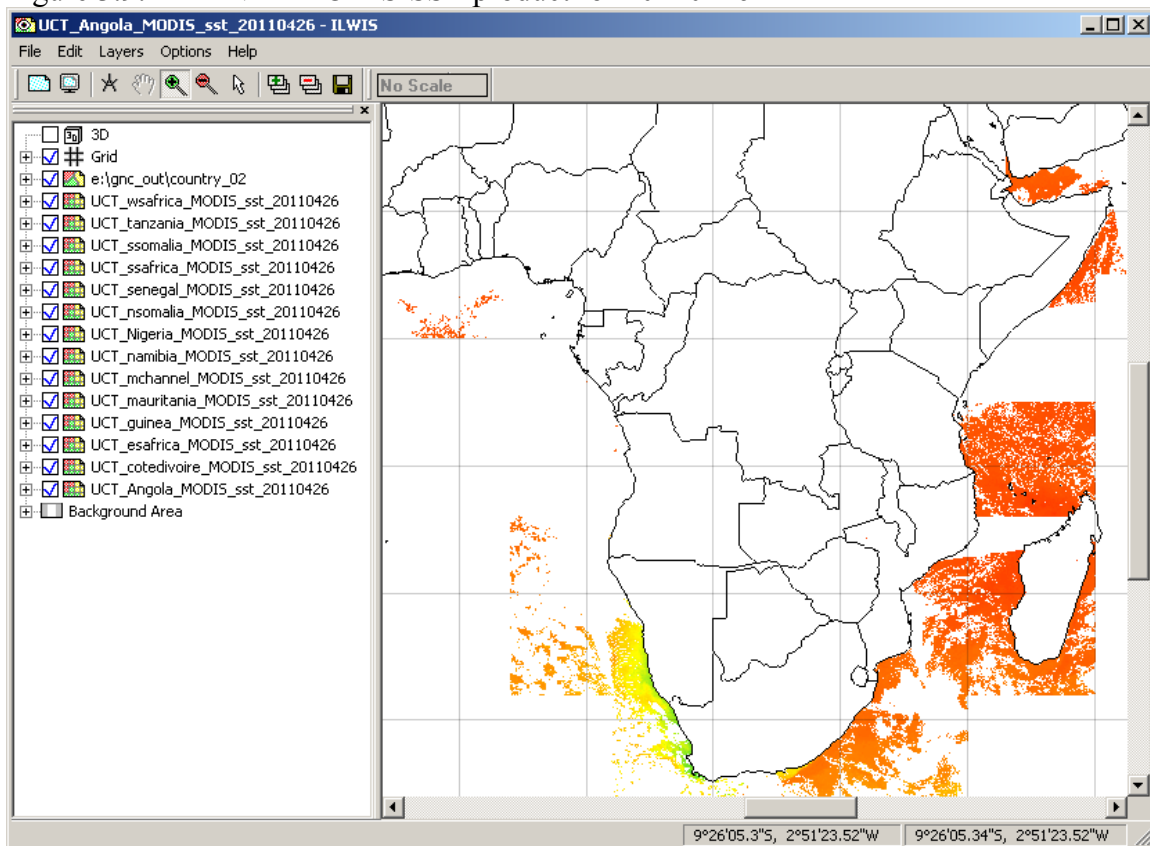 UCT_Angola_MODIS_sst_20110426 - ILWIS
File Edit Layers Options Help
No Scale
3D
Grid
e:\gnc_out\country_02
UCT_wsafrica_MODIS_sst_20110426
UCT_tanzania_MODIS_sst_20110426
UCT_ssomalia_MODIS_sst_20110426
UCT_ssafrica_MODIS_sst_20110426
UCT_senegal_MODIS_sst_20110426
UCT_nsomalia_MODIS_sst_20110426
UCT_Nigeria_MODIS_sst_20110426
UCT_namibia_MODIS_sst_20110426
UCT_mchannel_MODIS_sst_20110426
UCT_mauritania_MODIS_sst_20110426
UCT_guinea_MODIS_sst_20110426
UCT_esafrica_MODIS_sst_20110426
UCT_cotedivoire_MODIS_sst_20110426
UCT_Angola_MODIS_sst_20110426
Background Area
9°26'05.3"S, 2°51'23.52"W 9°26'05.34"S, 2°51'23.52"W